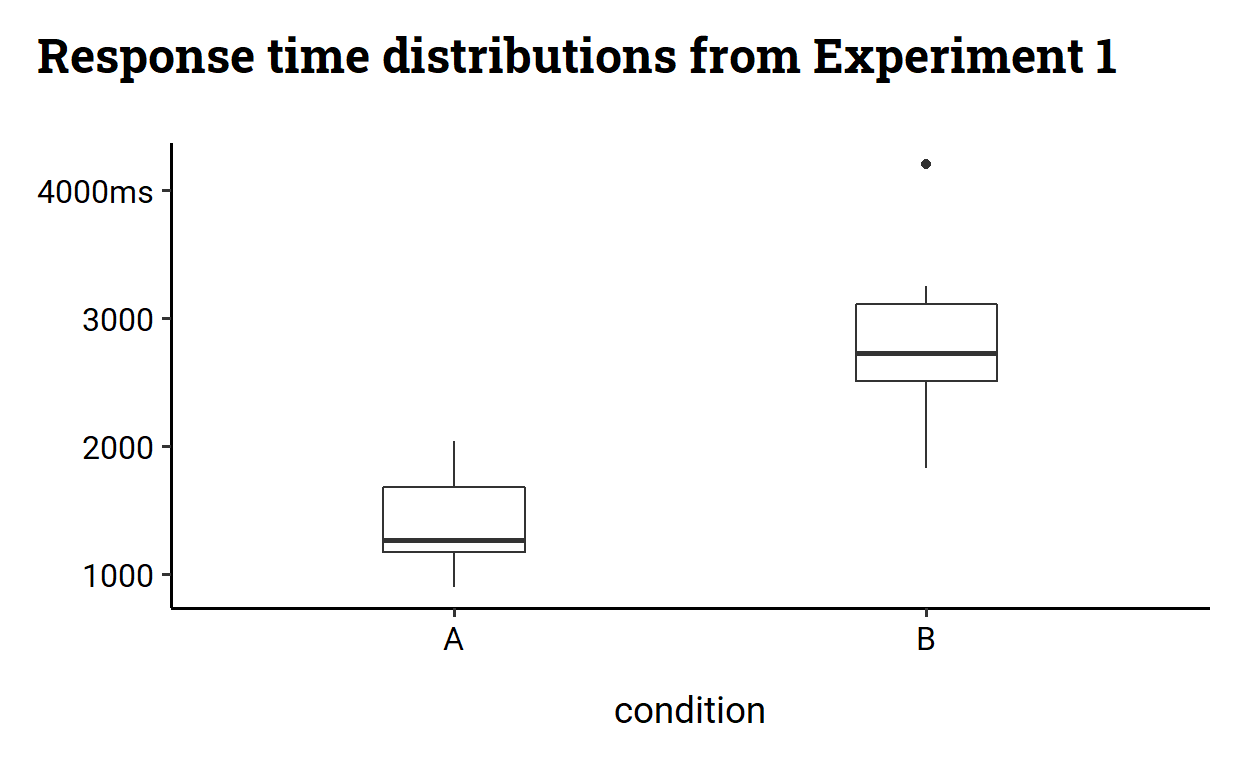 Response time distributions from Experiment 1
4000ms
3000
2000
1000
A B
condition